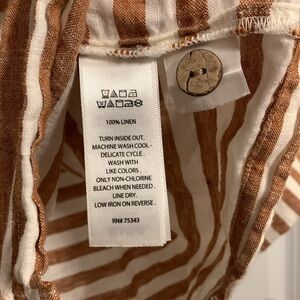 100% LINEN
TURN INSIDE OUT.
MACHINE WASH COOL -
DELICATE CYCLE.
WASH WITH
LIKE COLORS.
ONLY NON-CHLORINE
BLEACH WHEN NEEDED.
LINE DRY.
LOW IRON ON REVERSE.
RN# 75343